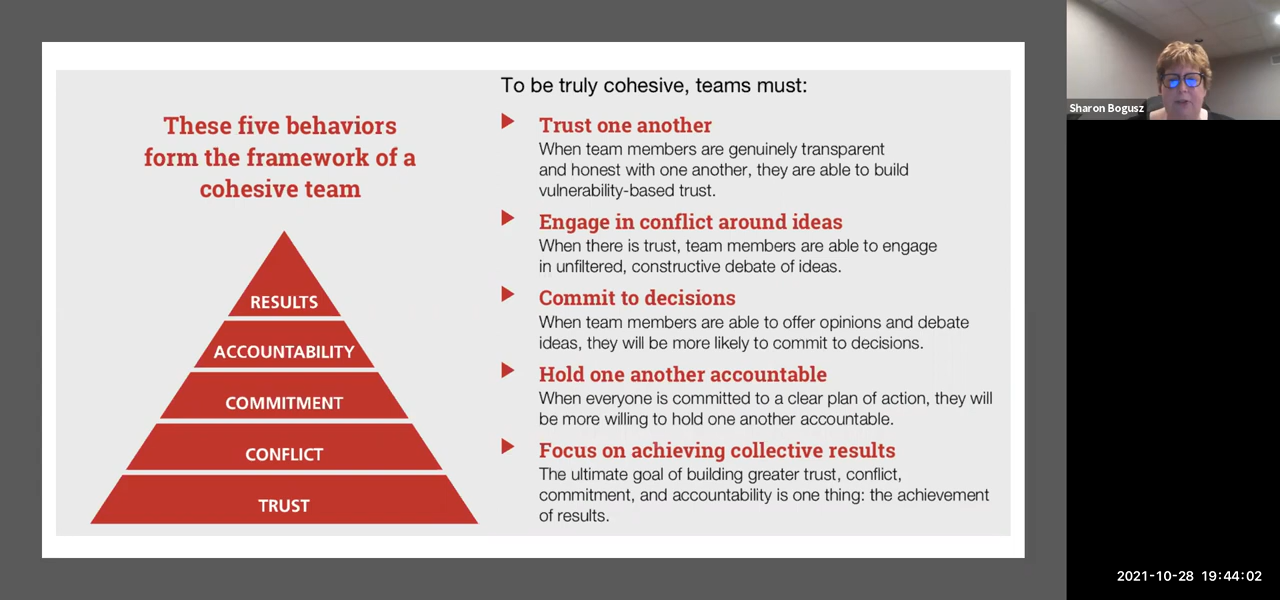 These five behaviors
form the framework of a
cohesive team
RESULTS
ACCOUNTABILITY
COMMITMENT
CONFLICT
TRUST
To be truly cohesive, teams must:
Trust one another
When team members are genuinely transparent
and honest with one another, they are able to build
vulnerability-based trust.
Engage in conflict around ideas
When there is trust, team members are able to engage
in unfiltered, constructive debate of ideas.
Commit to decisions
When team members are able to offer opinions and debate
ideas, they will be more likely to commit to decisions.
Hold one another accountable
When everyone is committed to a clear plan of action, they will
be more willing to hold one another accountable.
Focus on achieving collective results
The ultimate goal of building greater trust, conflict,
commitment, and accountability is one thing: the achievement
of results.
Sharon Bogusz
2021-10-28 19:44:02